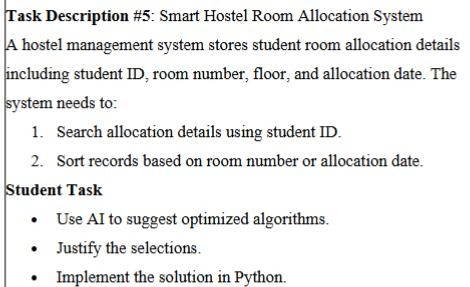 Task Description #5: Smart Hostel Room Allocation System
A hostel management system stores student room allocation details
including student ID, room number, floor, and allocation date. The
system needs to:
1. Search allocation details using student ID.
2. Sort records based on room number or allocation date.
Student Task
• Use AI to suggest optimized algorithms.
• Justify the selections.
• Implement the solution in Python.